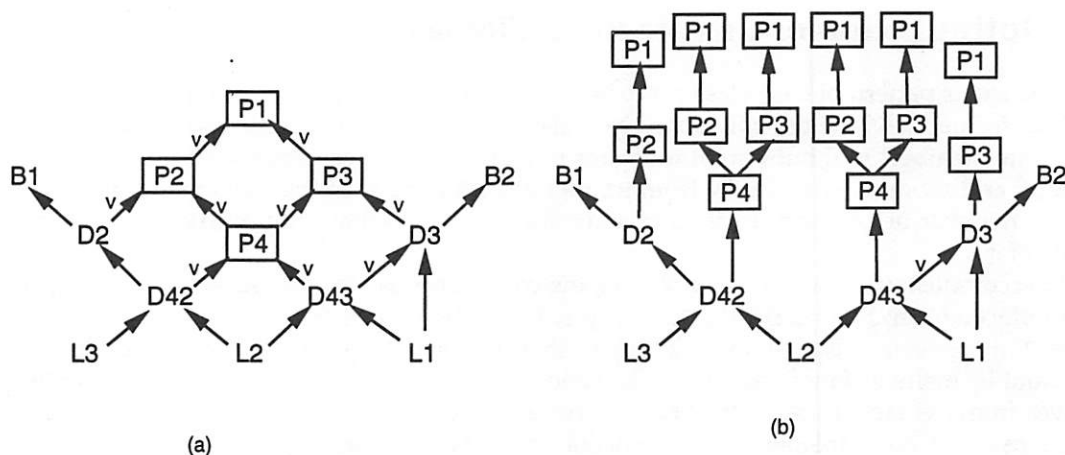 P1
v v
P2 P3
B1 B2
v v v
D2 P4 D3
v v v
D42 D43
L3 L2 L1
(a)
P1 P1 P1 P1 P1 P1
P2 P2 P3 P2 P3 P3
B1 P4 P4 B2
D2 D3
v
D42 D43
L3 L2 L1
(b)